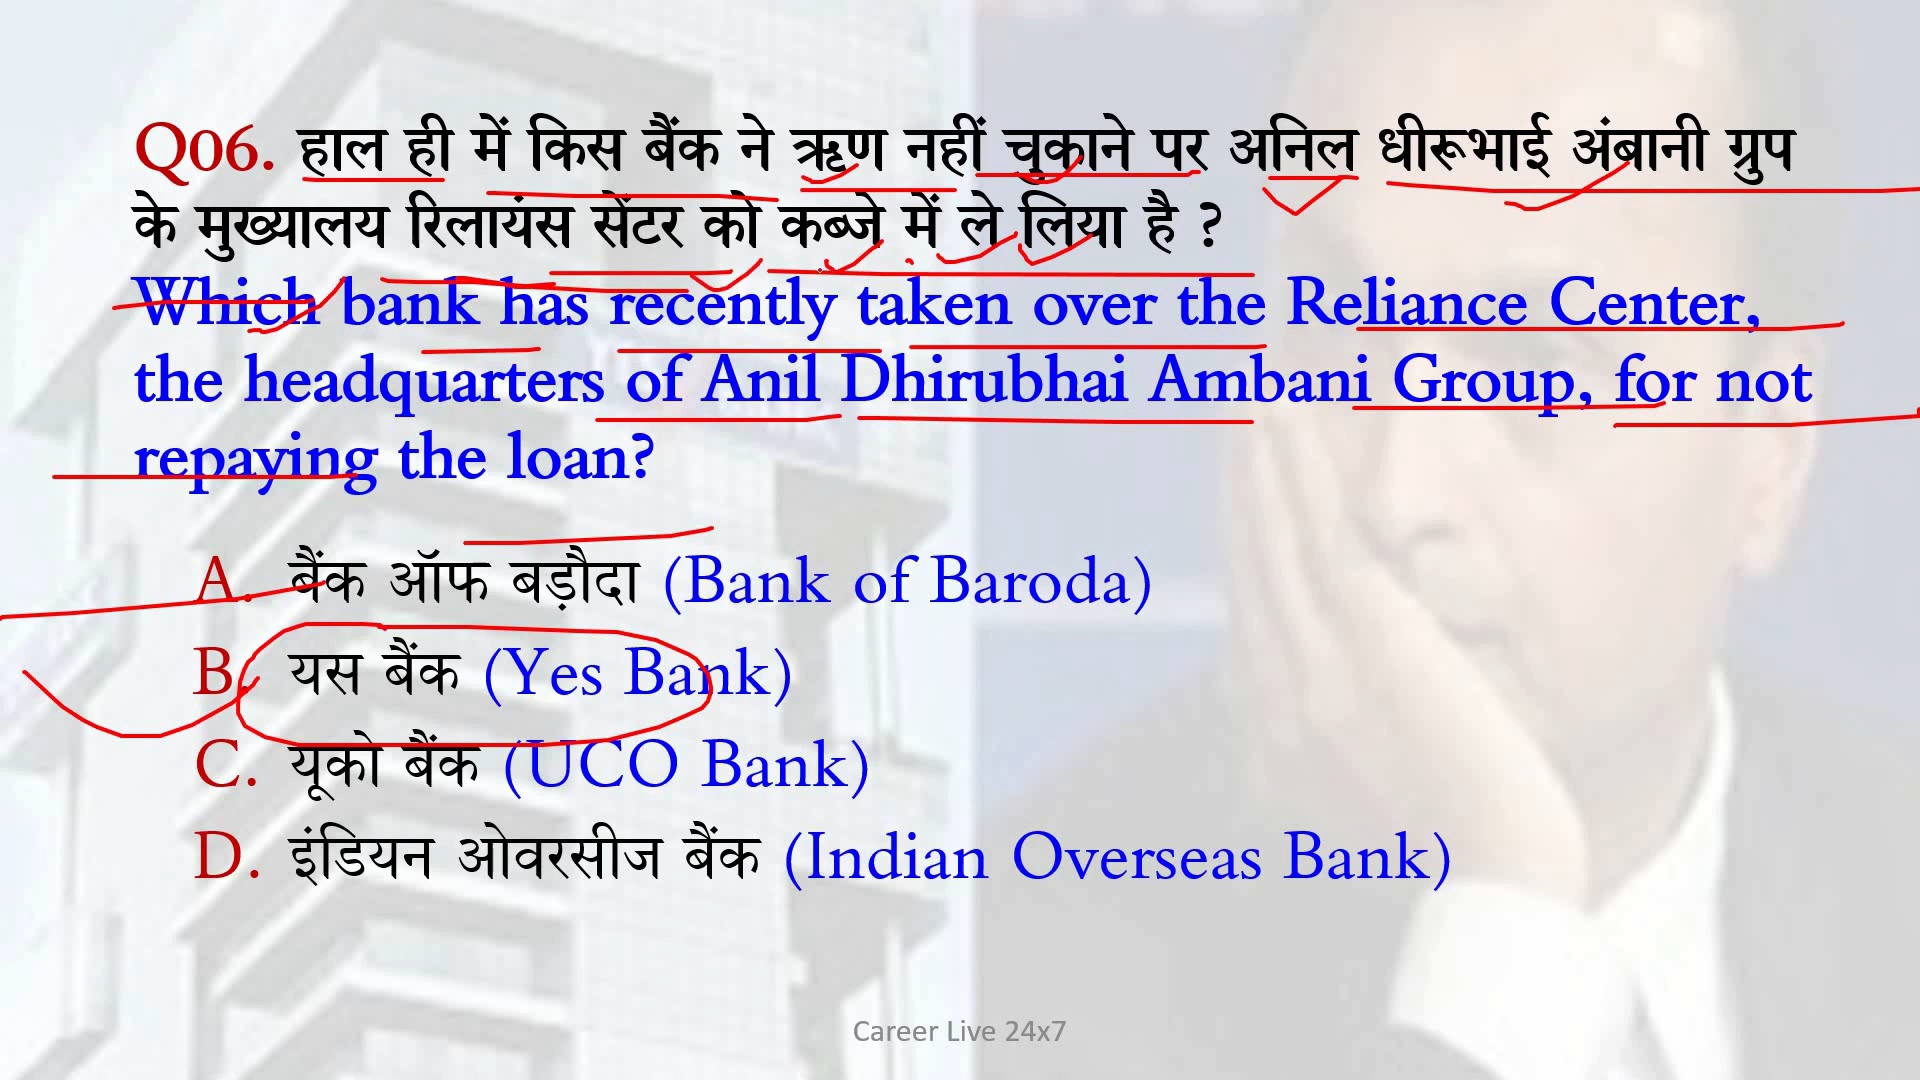 Q06. हाल ही में किस बैंक ने ऋण नहीं चुकाने पर अनिल धीरूभाई अंबानी ग्रुप
के मुख्यालय रिलायंस सेंटर को कब्जे में ले लिया है ?
Which bank has recently taken over the Reliance Center,
the headquarters of Anil Dhirubhai Ambani Group, for not
repaying the loan?
A. बैंक ऑफ बड़ौदा (Bank of Baroda)
B. यस बैंक (Yes Bank)
C. यूको बैंक (UCO Bank)
D. इंडियन ओवरसीज बैंक (Indian Overseas Bank)
Career Live 24x7